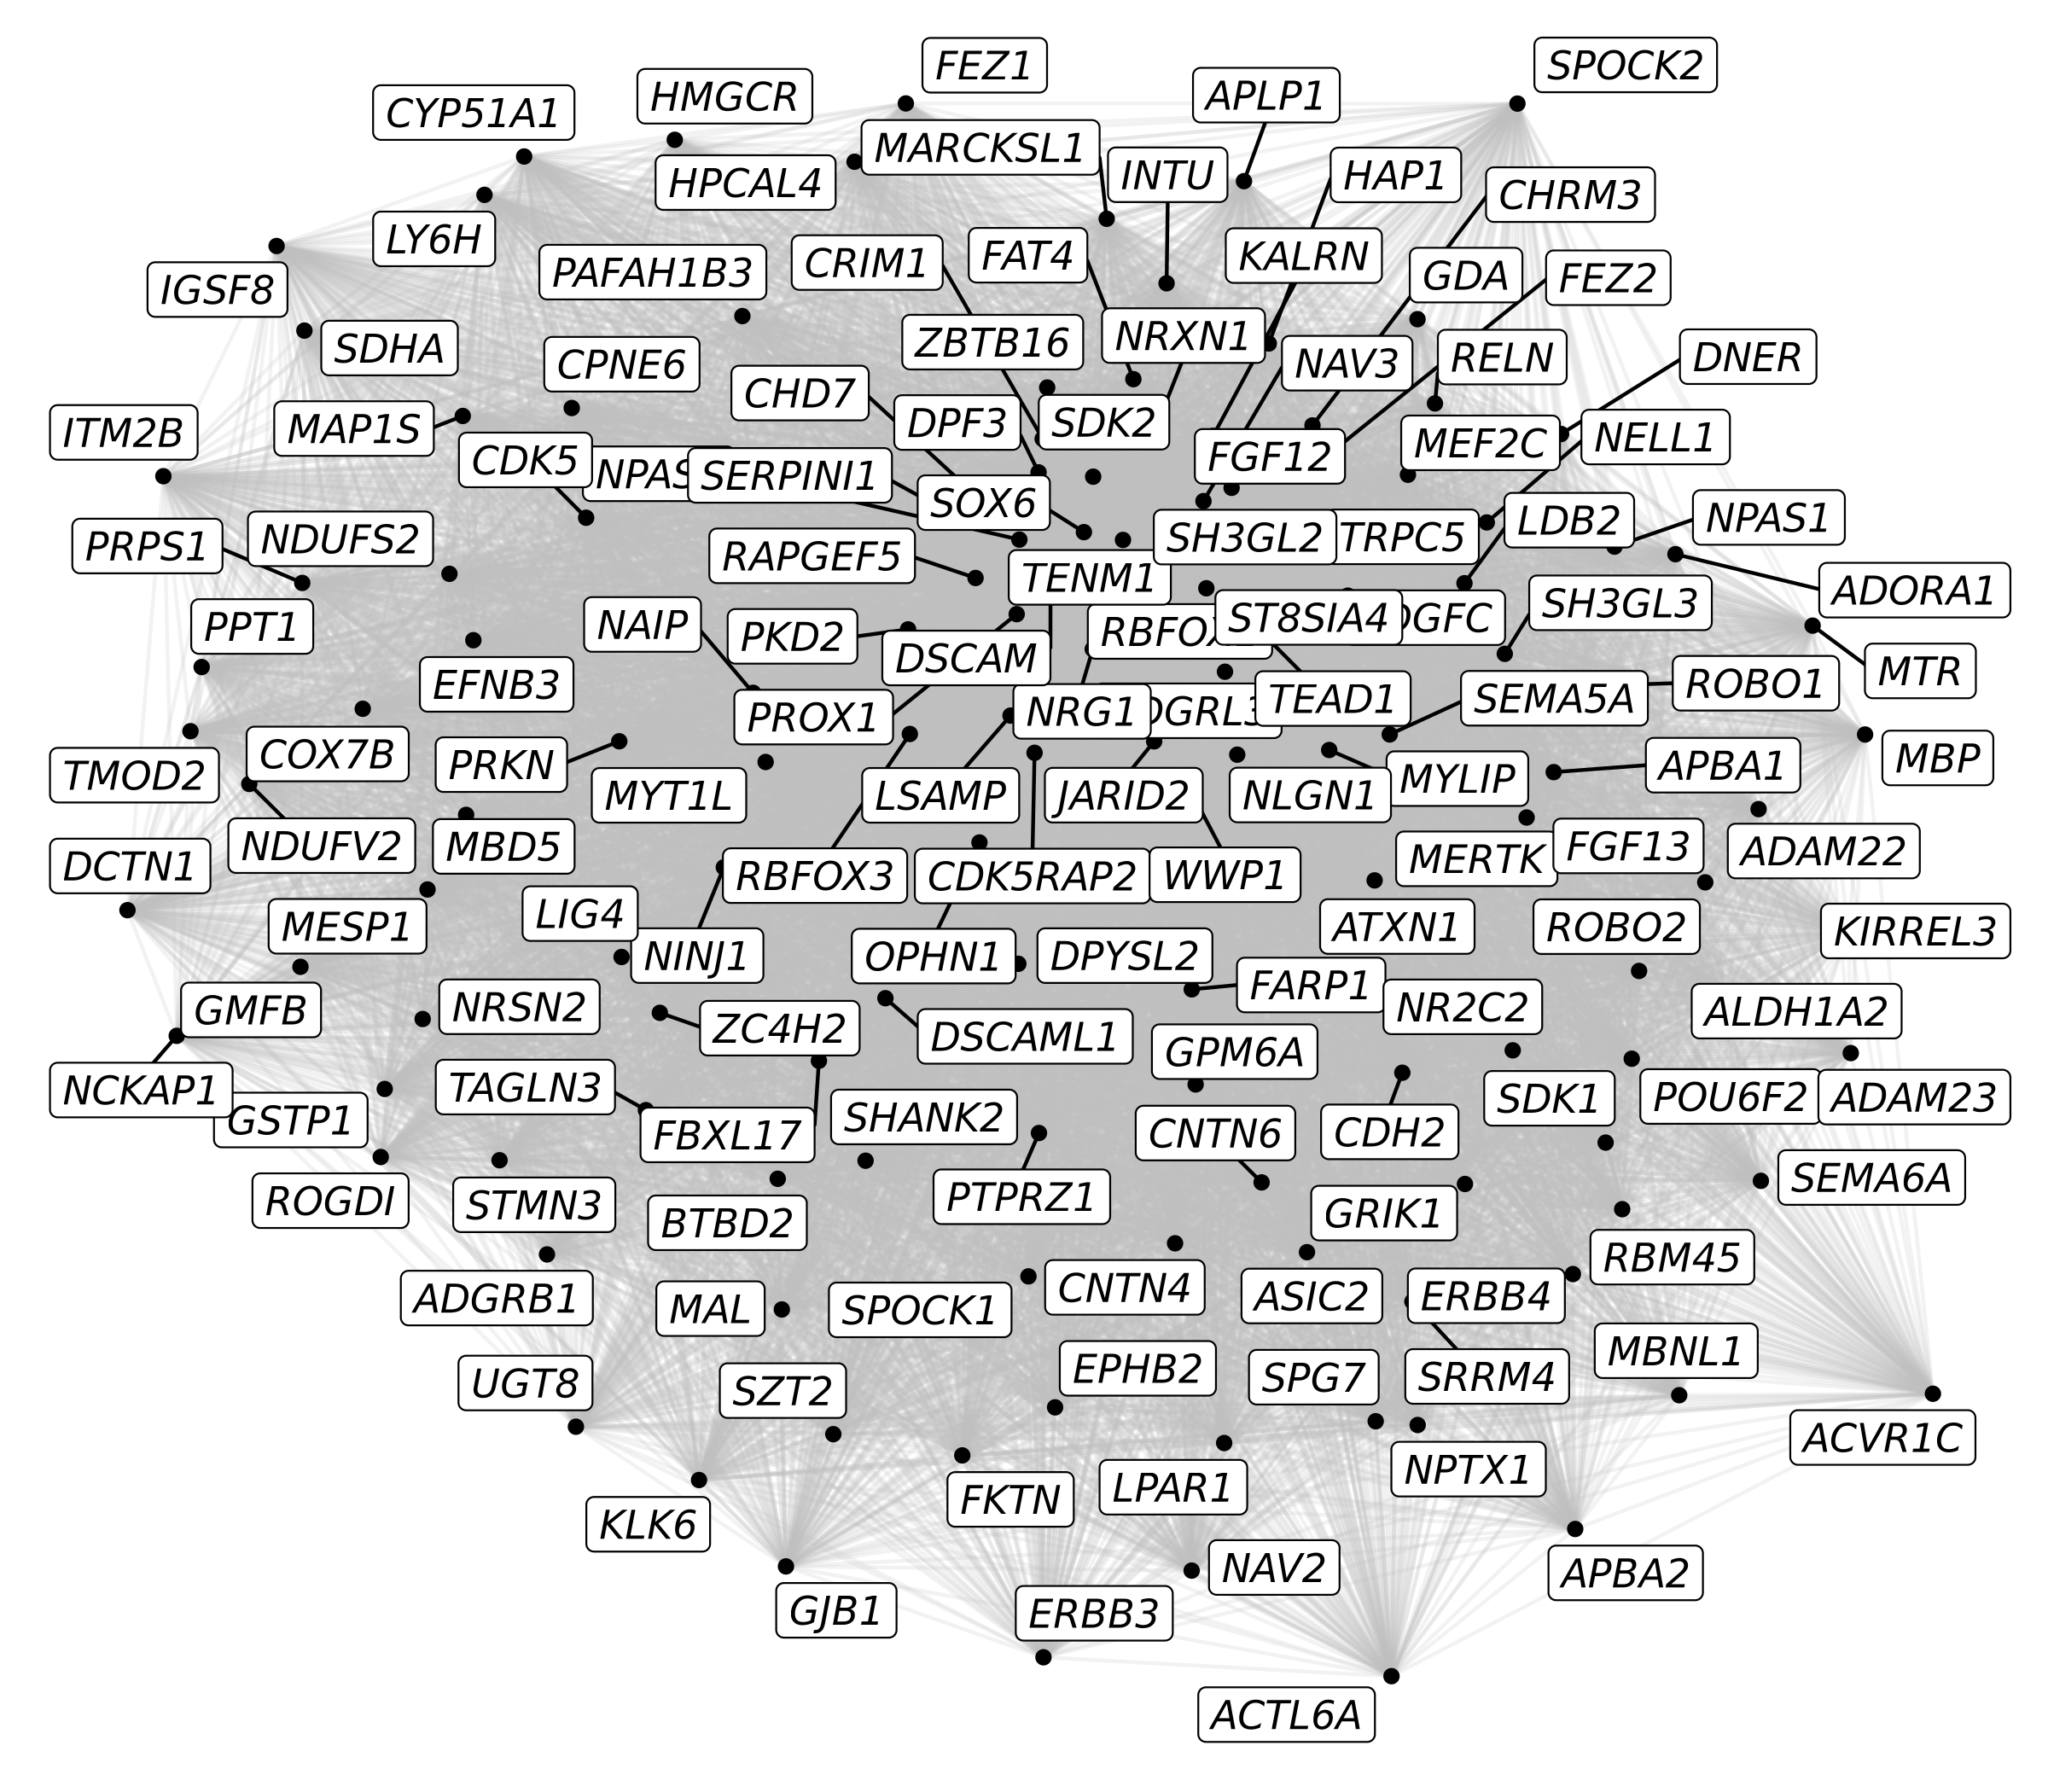 FEZ1
SPOCK2
HMGCR
APLP1
CYP51A1
MARCKSL1
INTU
HAP1
HPCAL4
CHRM3
LY6H
FAT4
KALRN
CRIM1
PAFAH1B3
GDA
FEZ2
IGSF8
NRXN1
ZBTB16
SDHA
RELN
DNER
NAV3
CPNE6
CHD7
DPF3
SDK2
MAP1S
ITM2B
NELL1
MEF2C
FGF12
CDK5
NPAS
SERPINI1
SOX6
NPAS1
LDB2
TRPC5
SH3GL2
NDUFS2
PRPS1
RAPGEF5
TENM1
ADORA1
SH3GL3
ST8SIA4
DGFC
RBFOX
NAIP
PPT1
PKD2
DSCAM
MTR
ROBO1
EFNB3
SEMA5A
TEAD1
DGRL3
NRG1
PROX1
COX7B
MBP
APBA1
PRKN
TMOD2
MYLIP
MYT1L
LSAMP
JARID2
NLGN1
NDUFV2
MBD5
FGF13
ADAM22
MERTK
DCTN1
RBFOX3
CDK5RAP2
WWP1
LIG4
MESP1
ATXN1
ROBO2
KIRREL3
NINJ1
OPHN1
DPYSL2
FARP1
GMFB
NRSN2
NR2C2
ALDH1A2
ZC4H2
DSCAML1
GPM6A
TAGLN3
NCKAP1
GSTP1
SDK1
POU6F2
ADAM23
SHANK2
FBXL17
CNTN6
CDH2
SEMA6A
PTPRZ1
ROGDI
STMN3
GRIK1
BTBD2
RBM45
CNTN4
ADGRB1
MAL
SPOCK1
ASIC2
ERBB4
MBNL1
EPHB2
SPG7
SRRM4
UGT8
SZT2
ACVR1C
NPTX1
LPAR1
FKTN
KLK6
NAV2
APBA2
GJB1
ERBB3
ACTL6A